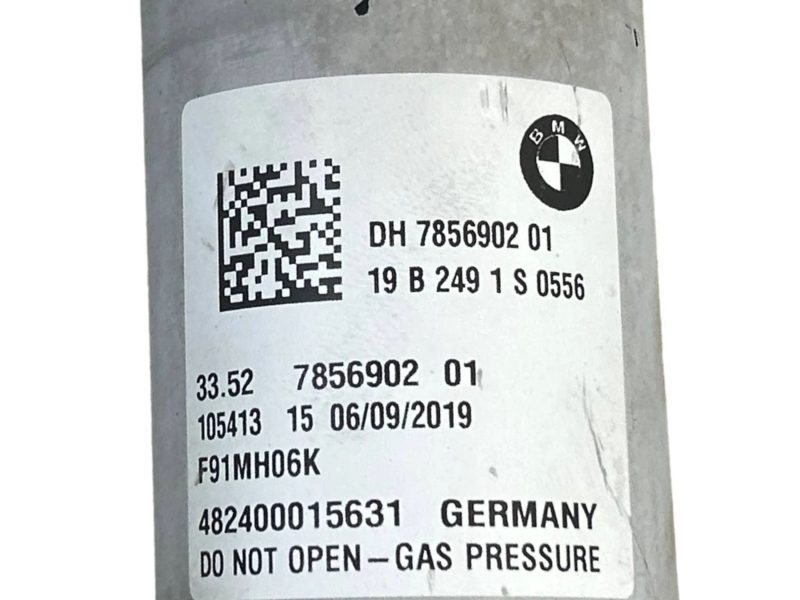 BMW
DH 7856902 01
19 B 249 1 S 0556
33.52 7856902 01
105413 15 06/09/2019
F91MH06K
482400015631 GERMANY
DO NOT OPEN – GAS PRESSURE